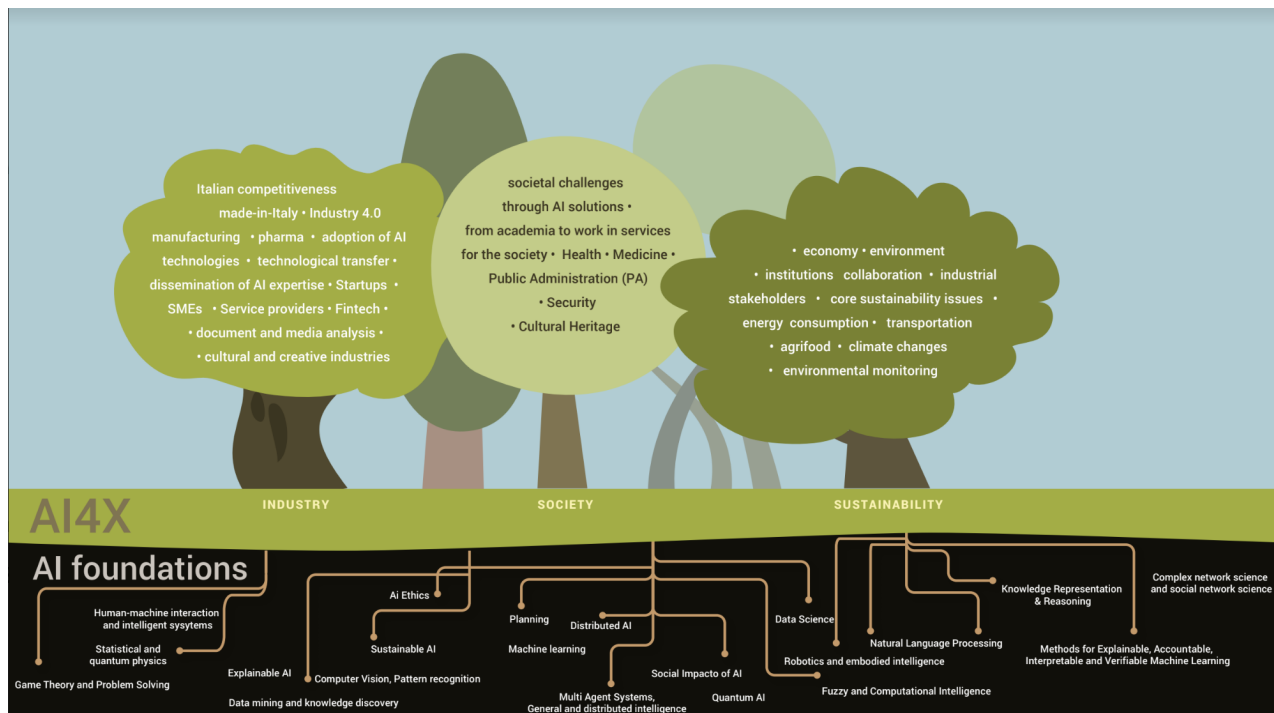 Italian competitiveness
made-in-Italy • Industry 4.0
manufacturing • pharma • adoption of AI
technologies • technological transfer •
dissemination of AI expertise • Startups •
SMEs • Service providers • Fintech •
• document and media analysis •
• cultural and creative industries
societal challenges
through AI solutions •
from academia to work in services
for the society • Health • Medicine •
Public Administration (PA)
• Security
• Cultural Heritage
• economy • environment
• institutions collaboration • industrial
stakeholders • core sustainability issues •
energy consumption • transportation
• agrifood • climate changes
• environmental monitoring
AI4X
INDUSTRY
SOCIETY
SUSTAINABILITY
AI foundations
Human-machine interaction
and intelligent sysytems
Statistical and
quantum physics
Game Theory and Problem Solving
Explainable AI
Data mining and knowledge discovery
Computer Vision, Pattern recognition
Sustainable AI
Ai Ethics
Planning
Machine learning
Distributed AI
Multi Agent Systems,
General and distributed intelligence
Social Impacto of AI
Quantum AI
Data Science
Robotics and embodied intelligence
Fuzzy and Computational Intelligence
Natural Language Processing
Knowledge Representation
& Reasoning
Methods for Explainable, Accountable,
Interpretable and Verifiable Machine Learning
Complex network science
and social network science